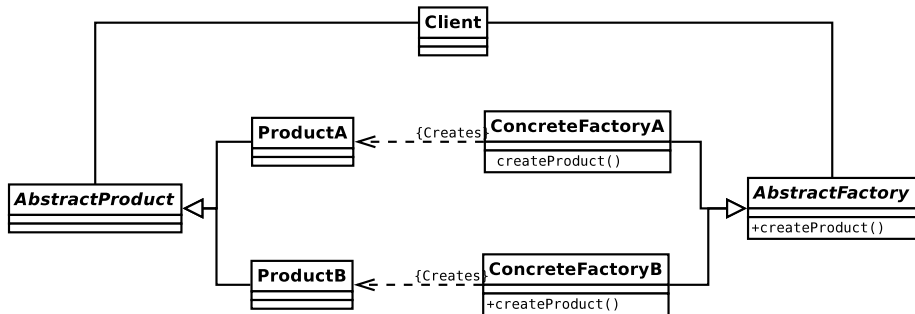 Client
ProductA
{Creates}
ConcreteFactoryA
createProduct()
AbstractProduct
AbstractFactory
+createProduct()
ProductB
{Creates}
ConcreteFactoryB
+createProduct()